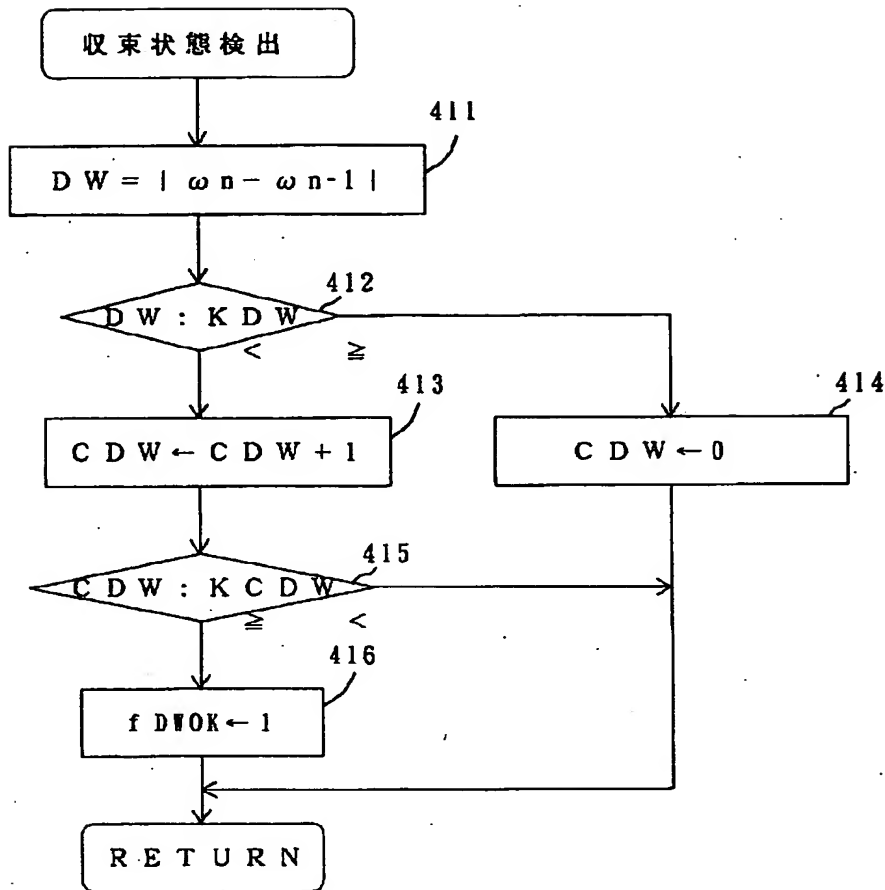 収束状態検出
411
DW=|ωn-ωn-1|
412
DW:KDW
< ≧
413
414
CDW←CDW+1
CDW←0
415
CDW:KCDW
≧ <
416
fDWOK←1
RETURN